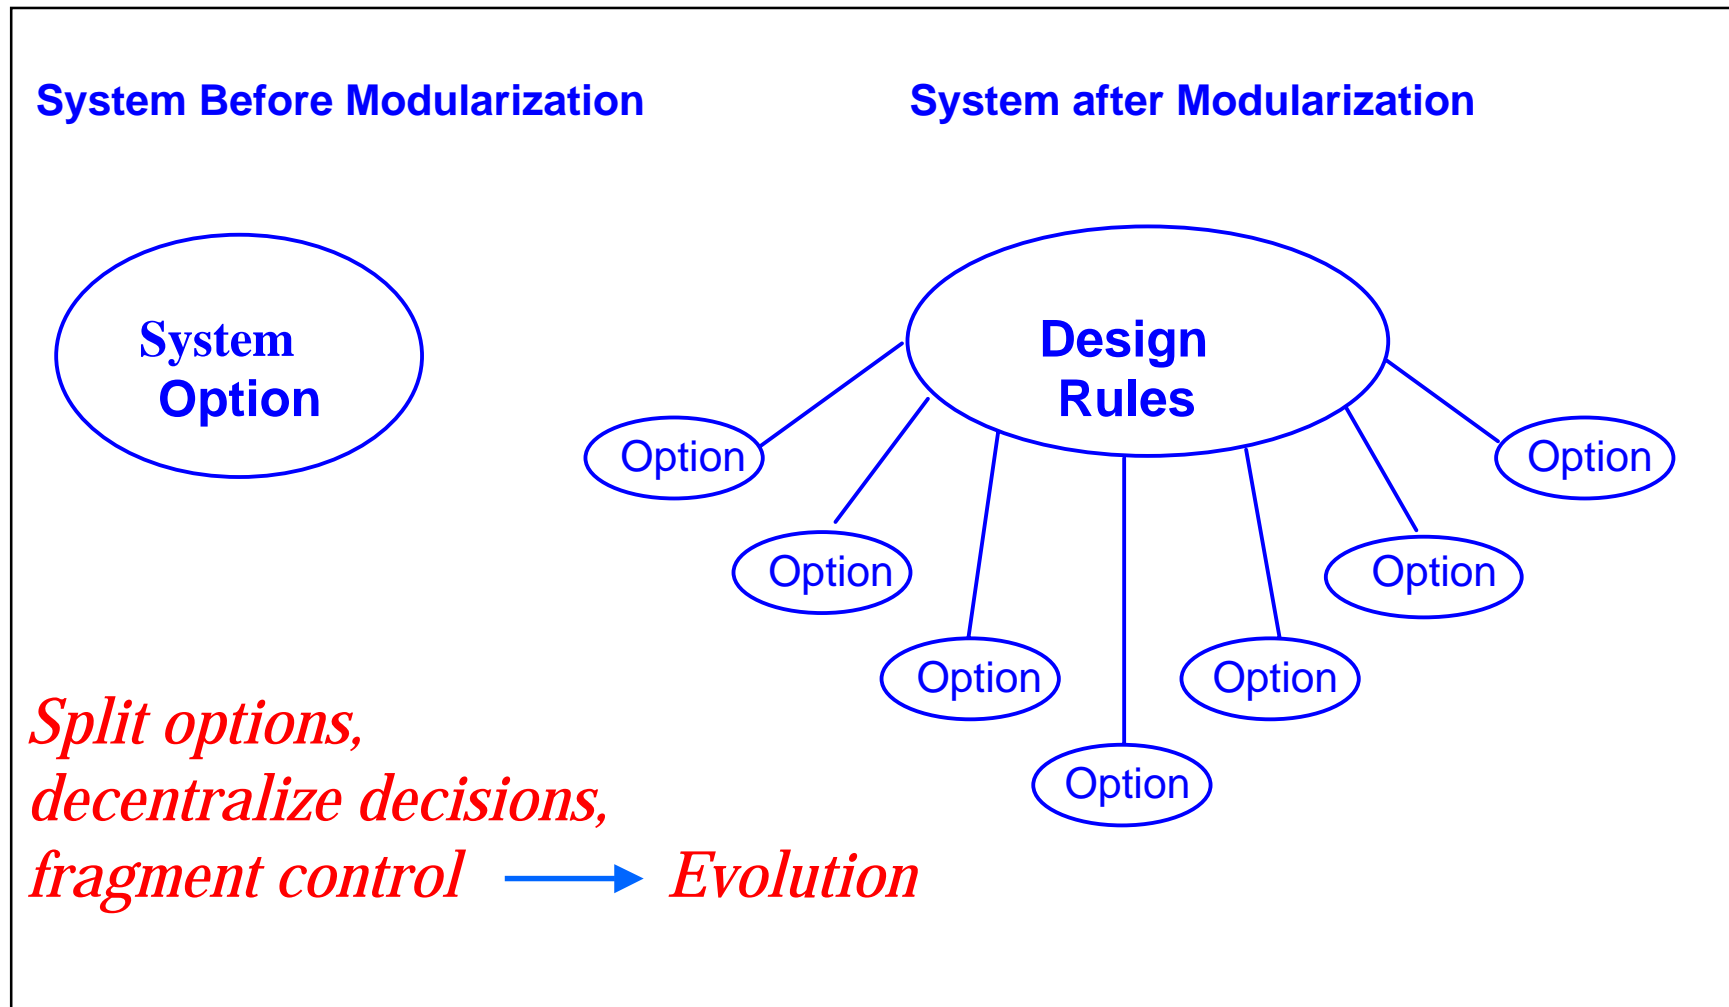 System Before Modularization
System after Modularization
System
Option
Design
Rules
Option
Option
Option
Option
Option
Option
Option
Split options,
decentralize decisions,
fragment control
Evolution